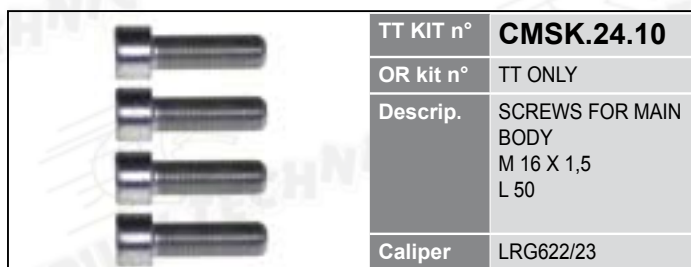 TT KIT n° CMSK.24.10
OR kit n° TT ONLY
Descrip. SCREWS FOR MAIN
BODY
M 16 X 1,5
L 50
Caliper LRG622/23